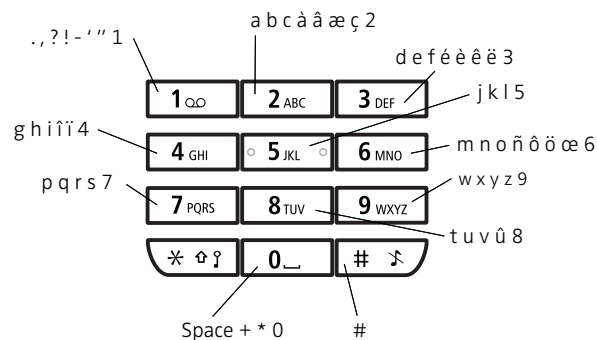 a b c à â æ ç 2
. , ? ! - ‘ ” 1
d e f é è ê ë 3
j k l 5
1 2 ABC 3 DEF
g h i î ï 4
4 GHI 5 JKL 6 MNO
m n o ñ ô ö œ 6
p q r s 7
w x y z 9
7 PQRS 8 TUV 9 WXYZ
t u v û 8
* 0 #
Space + * 0
#